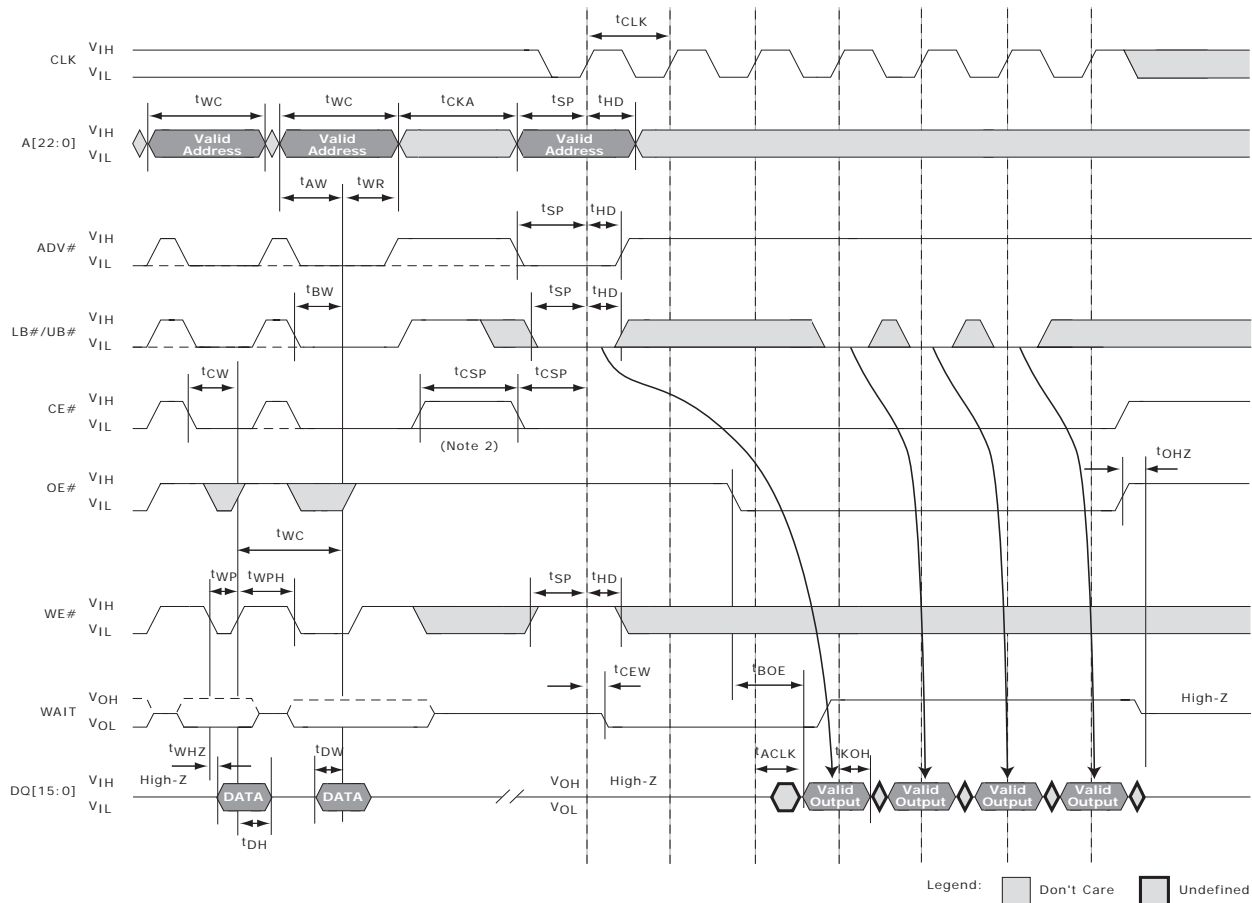 tCLK
CLK VIH
VIL
tWC tWC tCKA tSP tHD
A[22:0] VIH
VIL
Valid Address Valid Address Valid Address
tAW tWR
tSP tHD
ADV# VIH
VIL
tBW tSP tHD
LB#/UB# VIH
VIL
tCW tCSP tCSP
CE# VIH
VIL
(Note 2)
tOHZ
OE# VIH
VIL
tWC
tWP tWPH tSP tHD
WE# VIH
VIL
tCEW tBOE
WAIT VOH
VOL
High-Z
tWHZ tDW tACLK tKOH
DQ[15:0] VIH
VIL
High-Z DATA DATA VOH
VOL
High-Z Valid Output Valid Output Valid Output Valid Output
tDH
Legend: Don't Care Undefined